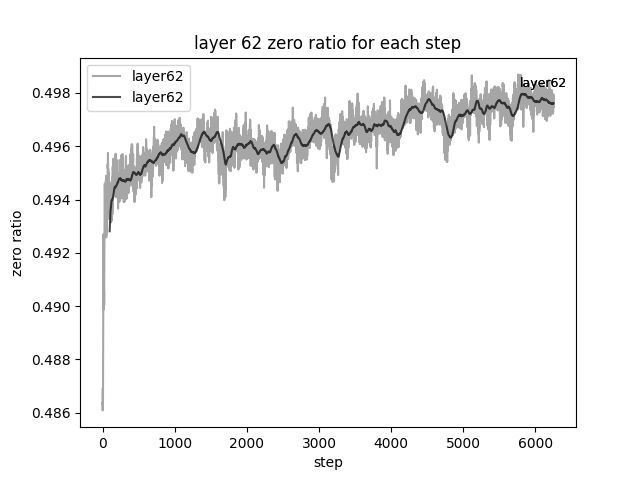 layer 62 zero ratio for each step
layer62
layer62
layer62
zero ratio
0.498
0.496
0.494
0.492
0.490
0.488
0.486
0
1000
2000
3000
4000
5000
6000
step